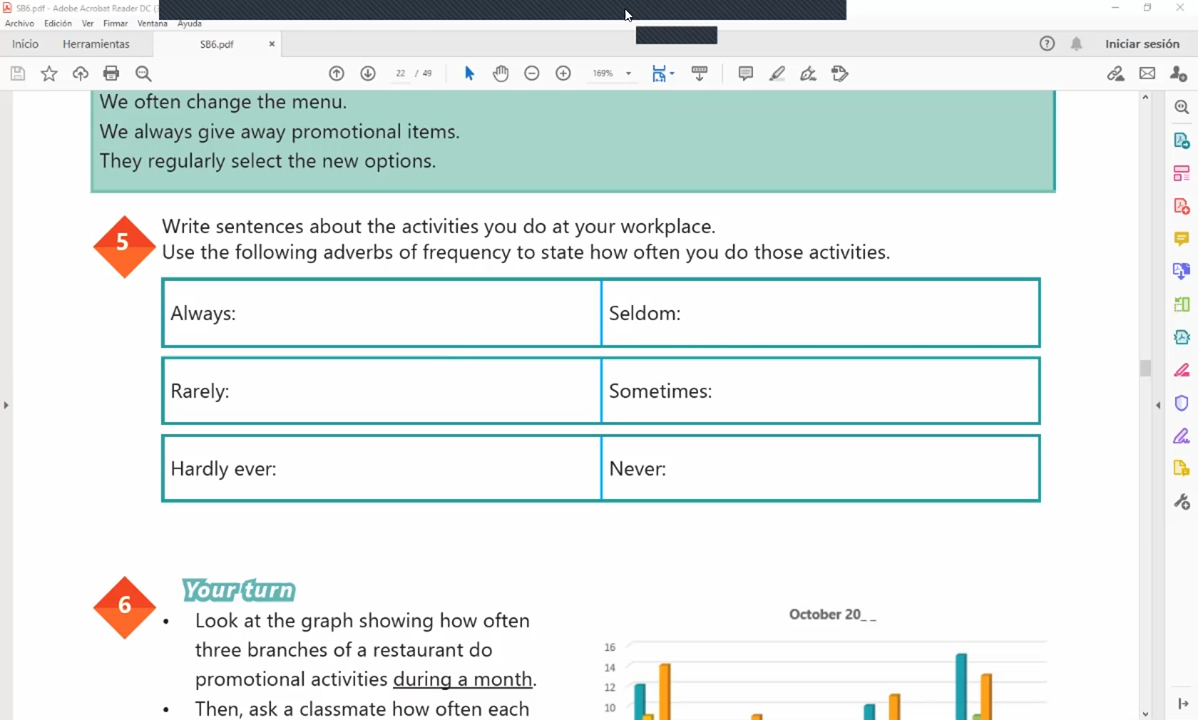 SB6.pdf - Adobe Acrobat Reader DC (
Archivo Edición Ver Firmar Ventana Ayuda
Inicio Herramientas SB6.pdf × Iniciar sesión
22 / 49 169%
We often change the menu.
We always give away promotional items.
They regularly select the new options.
5
Write sentences about the activities you do at your workplace.
Use the following adverbs of frequency to state how often you do those activities.
Always: Seldom:
Rarely: Sometimes:
Hardly ever: Never:
6
Your turn
• Look at the graph showing how often
three branches of a restaurant do
promotional activities during a month.
• Then, ask a classmate how often each
October 20_ _
16
14
12
10